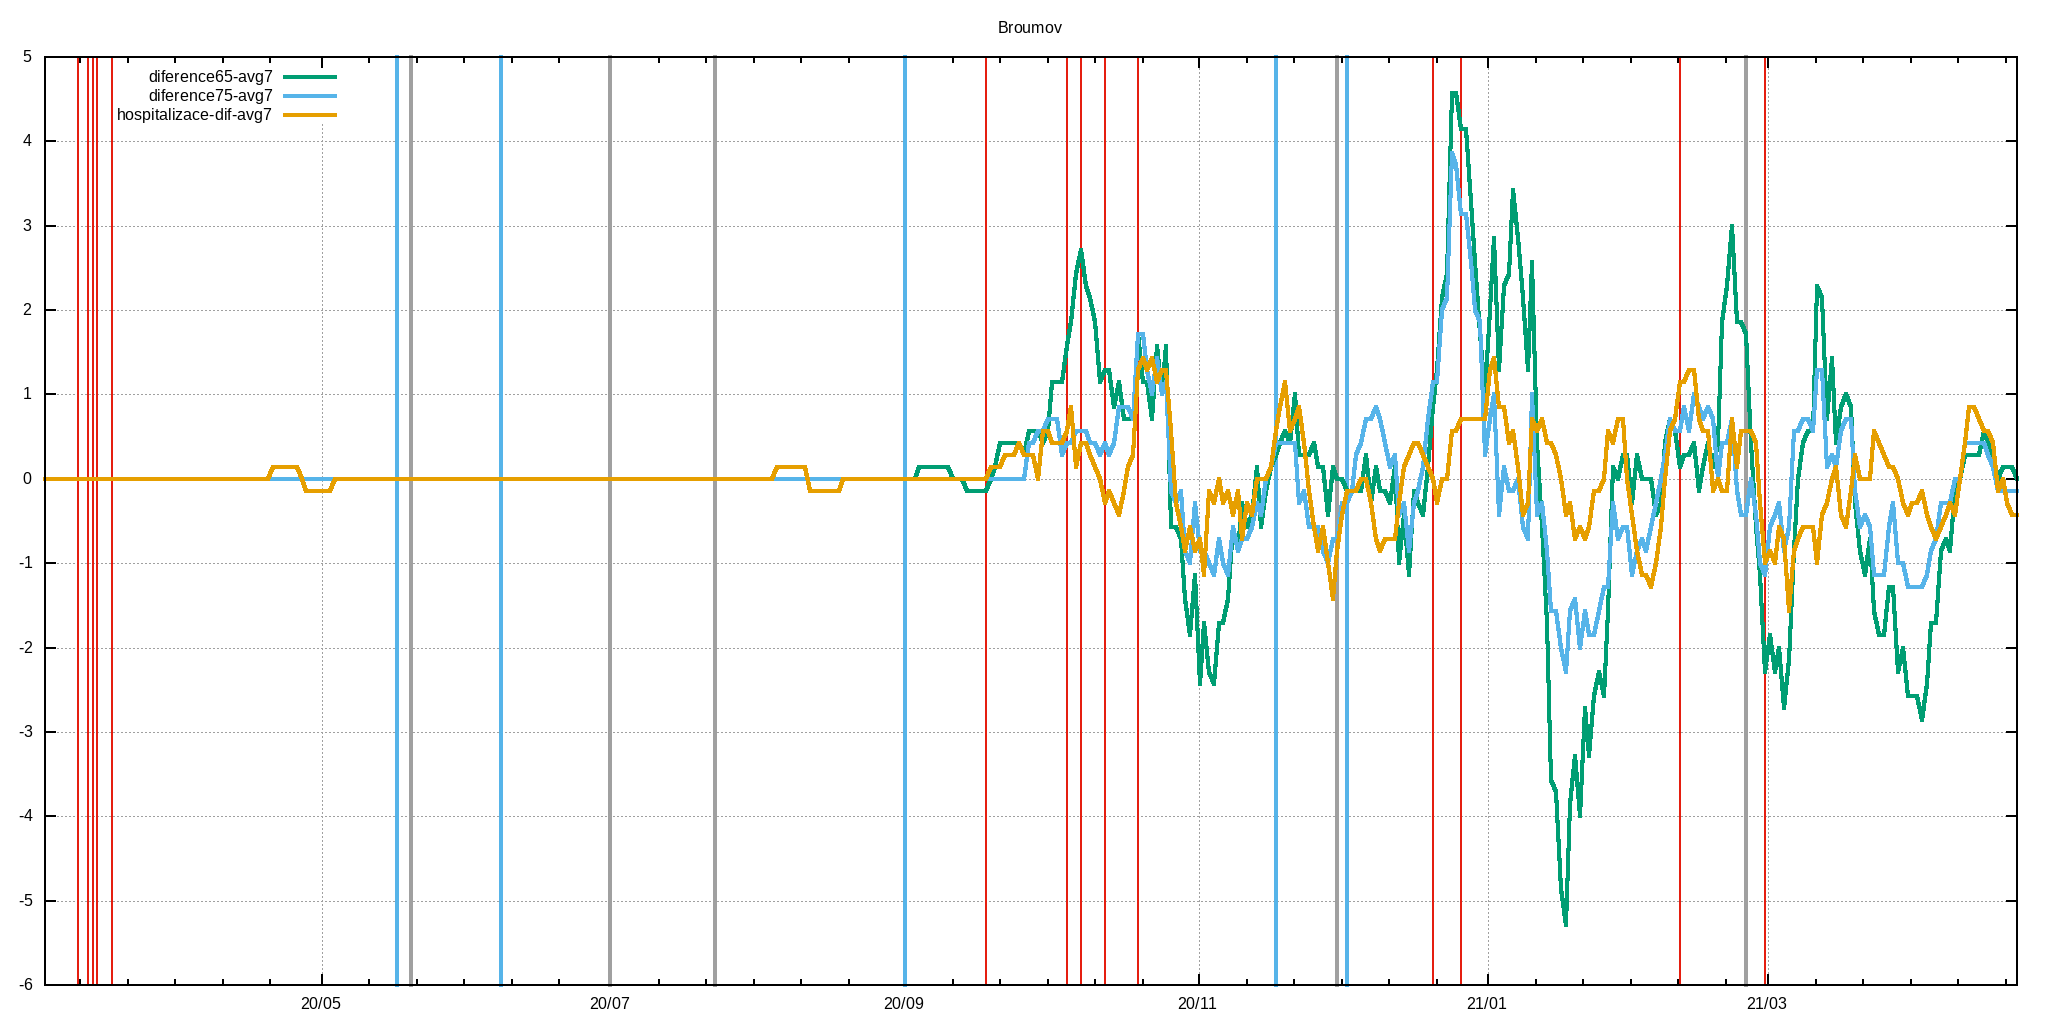 Broumov
diference65-avg7
diference75-avg7
hospitalizace-dif-avg7
5
4
3
2
1
0
-1
-2
-3
-4
-5
-6
20/05 20/07 20/09 20/11 21/01 21/03